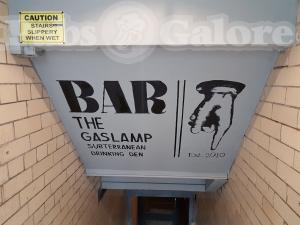 Pubs Galore
CAUTION
STAIRS
SLIPPERY
WHEN WET
BAR
THE
GASLAMP
SUBTERRANEAN
DRINKING DEN
Est. 2010